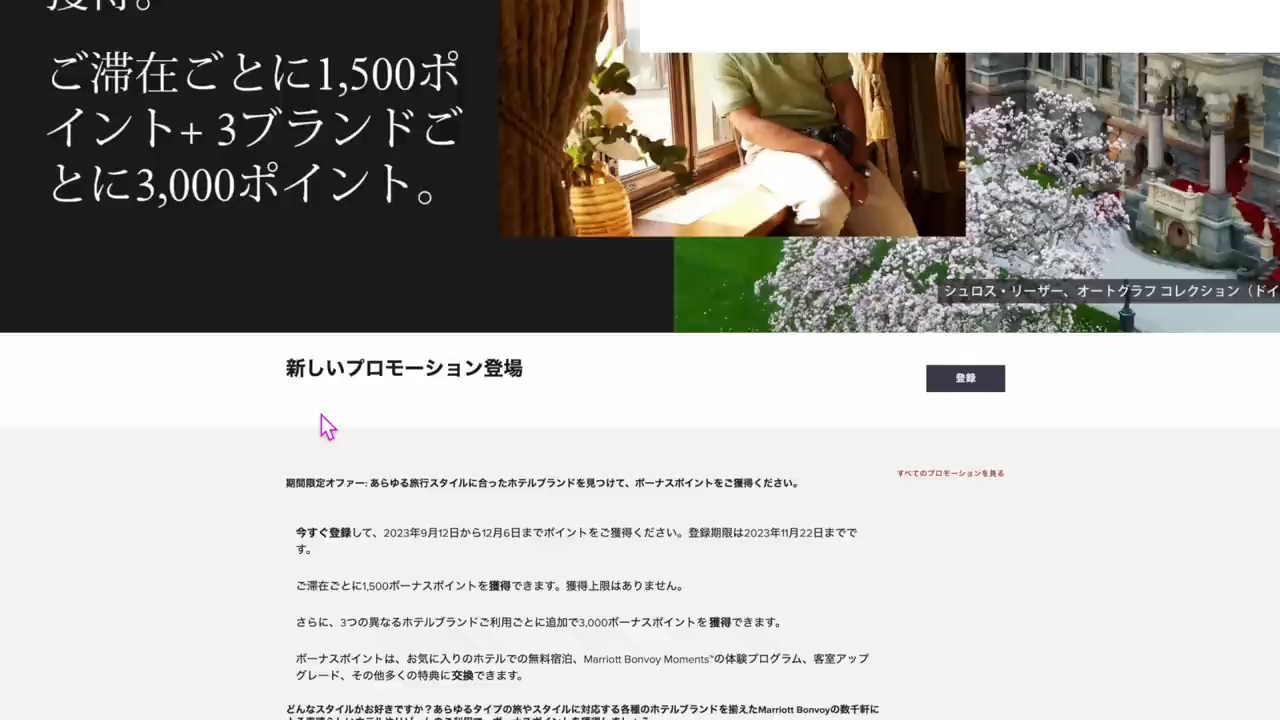 獲得。
ご滞在ごとに1,500ポ
イント+ 3ブランドご
とに3,000ポイント。
シュロス・リーザー、オートグラフ コレクション（ドイ
新しいプロモーション登場
登録
すべてのプロモーションを見る
期間限定オファー: あらゆる旅行スタイルに合ったホテルブランドを見つけて、ボーナスポイントをご獲得ください。
今すぐ登録して、2023年9月12日から12月6日までポイントをご獲得ください。登録期限は2023年11月22日までで
す。
ご滞在ごとに1,500ボーナスポイントを獲得できます。獲得上限はありません。
さらに、3つの異なるホテルブランドご利用ごとに追加で3,000ボーナスポイントを獲得できます。
ボーナスポイントは、お気に入りのホテルでの無料宿泊、Marriott Bonvoy Moments™の体験プログラム、客室アップ
グレード、その他多くの特典に交換できます。
どんなスタイルがお好きですか？あらゆるタイプの旅やスタイルに対応する各種のホテルブランドを揃えたMarriott Bonvoyの数千軒に